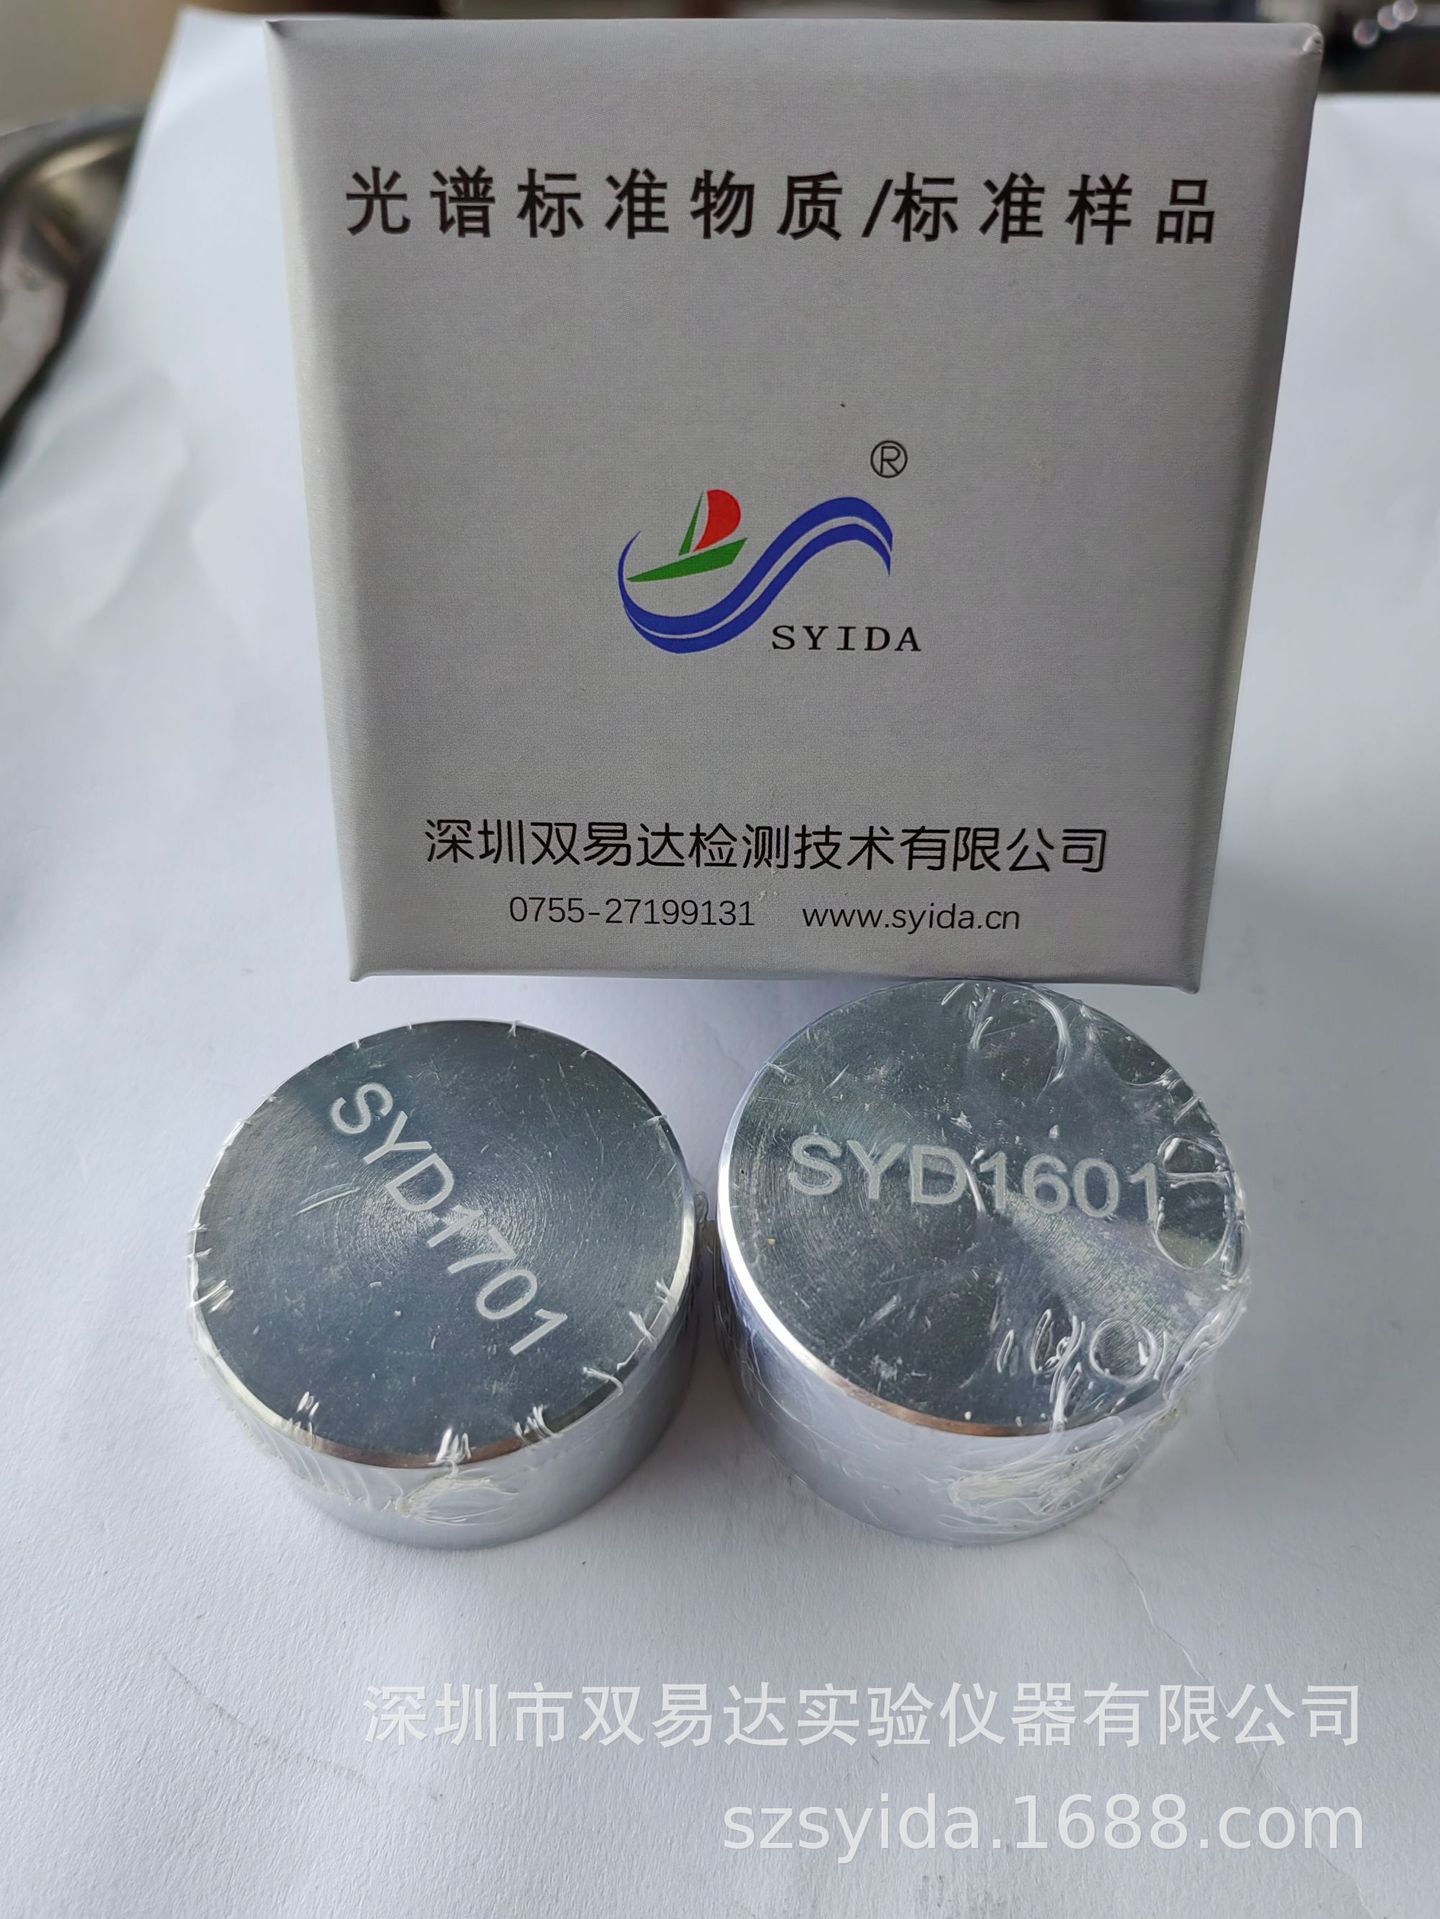 光谱标准物质/标准样品
®
SYIDA
深圳双易达检测技术有限公司
0755-27199131 www.syida.cn
SYD1701
SYD1601
深圳市双易达实验仪器有限公司
szsyida.1688.com